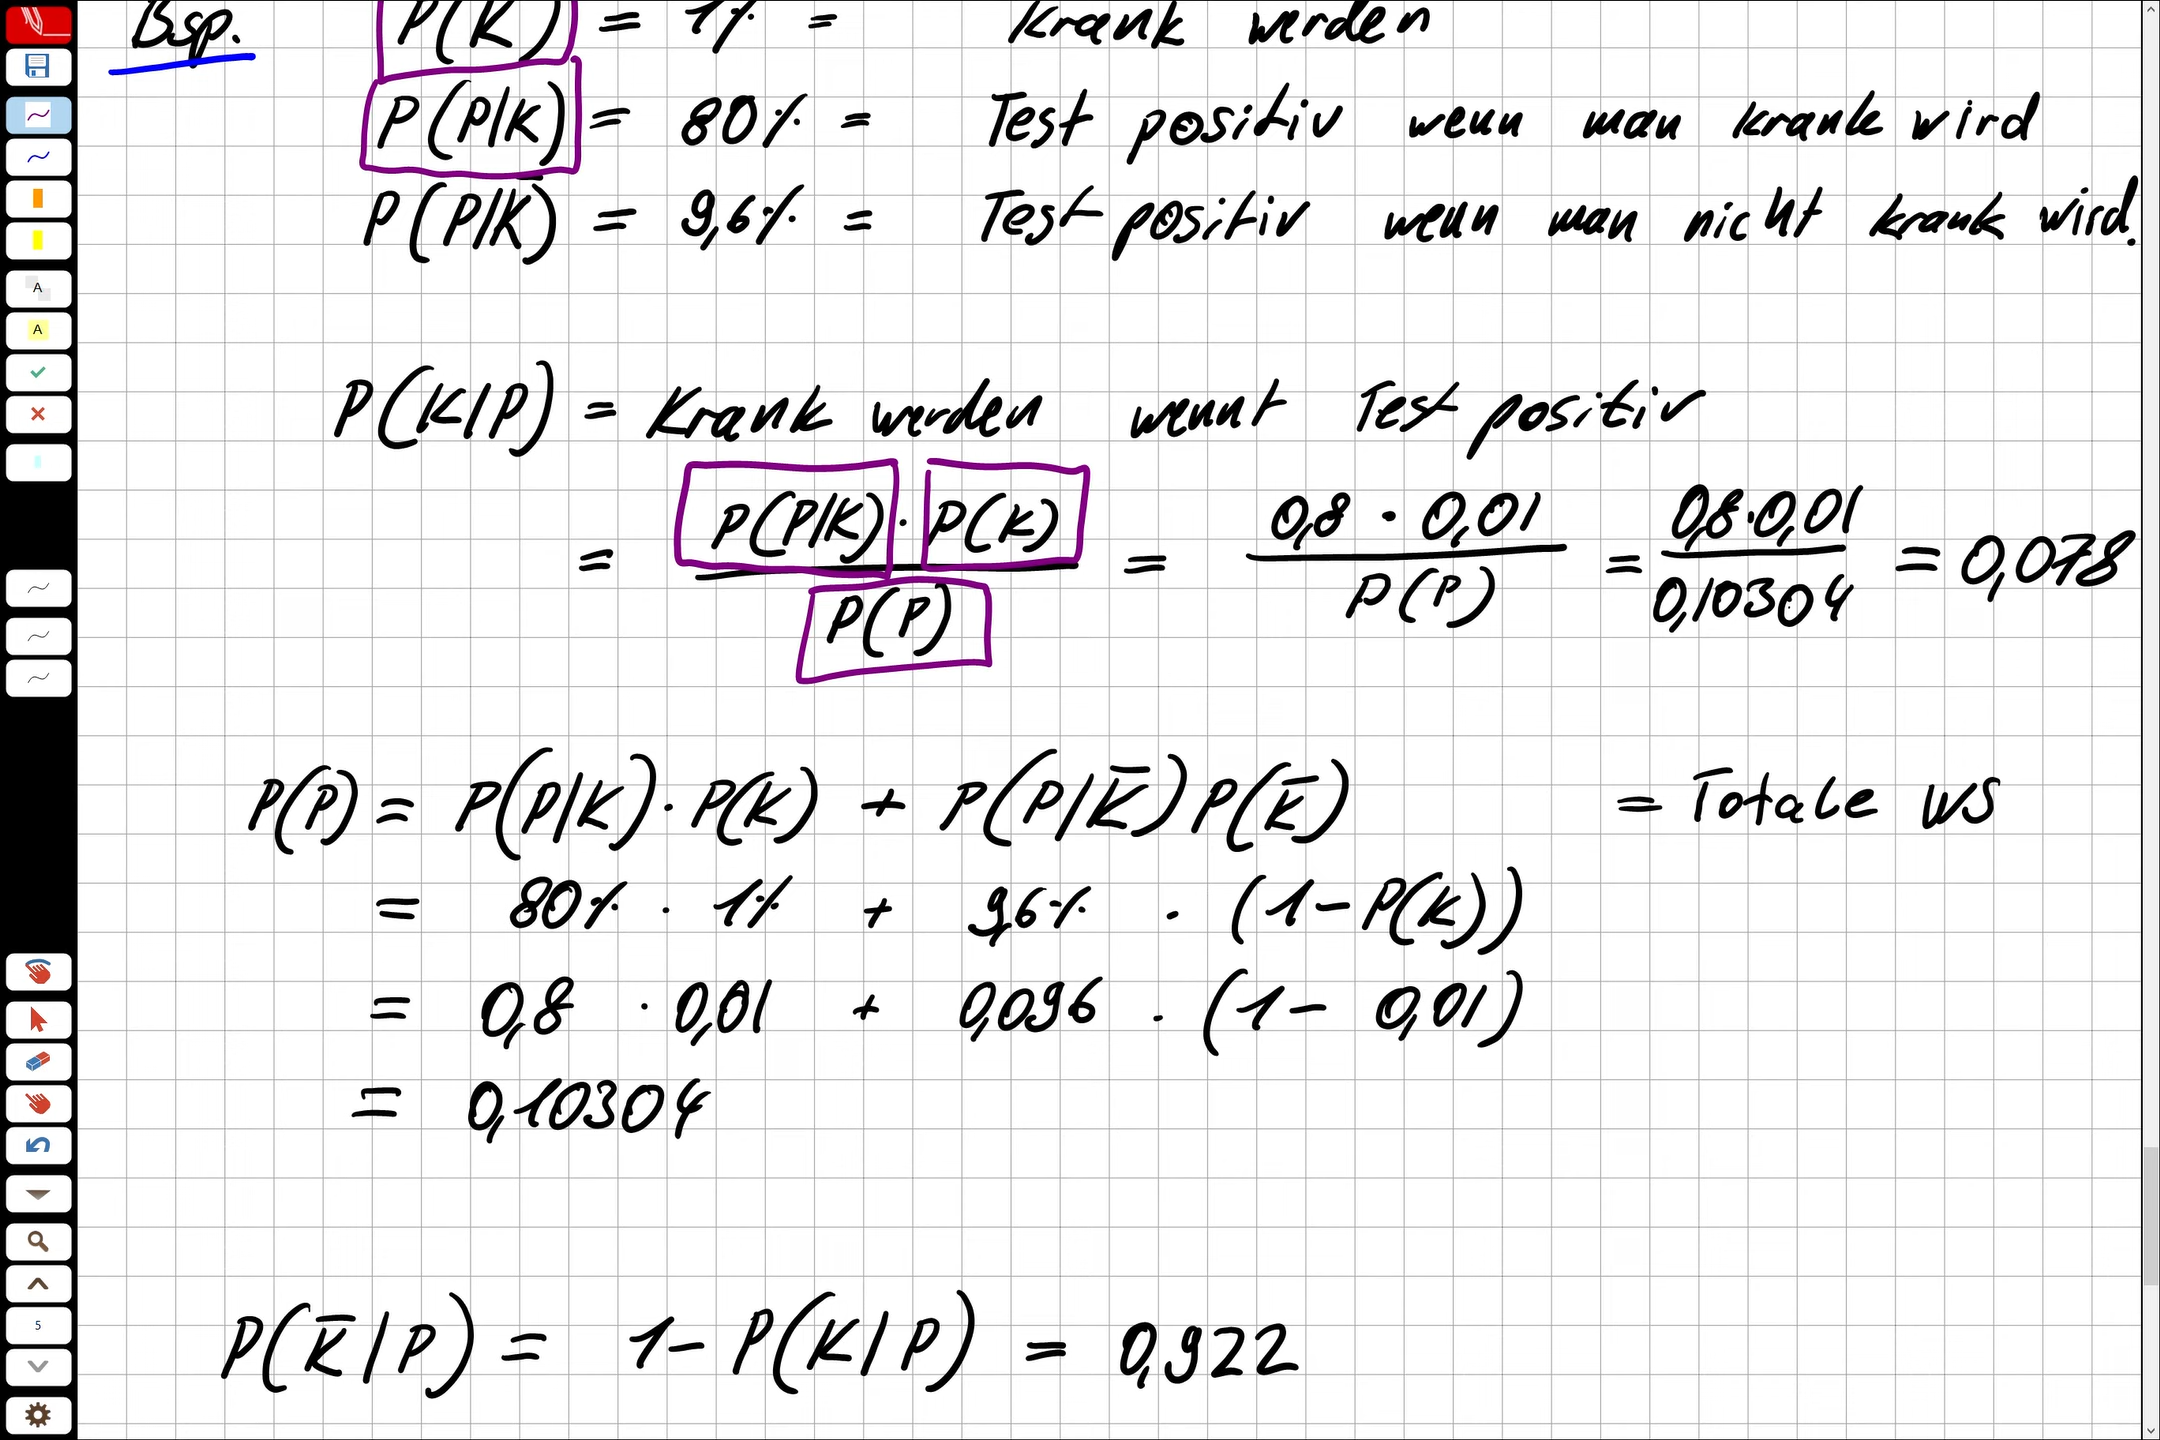 Bsp. P(K) = 1% = Krank werden
P(P|K) = 80% = Test positiv wenn man krank wird
P(P|K̅) = 9,6% = Test positiv wenn man nicht krank wird.
P(K|P) = Krank werden wennt Test positiv
= P(P|K) · P(K) / P(P) = 0,8 · 0,01 / P(P) = 0,8·0,01 / 0,10304 = 0,078
P(P) = P(P|K) · P(K) + P(P|K̅) P(K̅) = Totale WS
= 80% · 1% + 9,6% · (1 - P(K))
= 0,8 · 0,01 + 0,096 · (1 - 0,01)
= 0,10304
P(K̅|P) = 1 - P(K|P) = 0,922
A
A
5